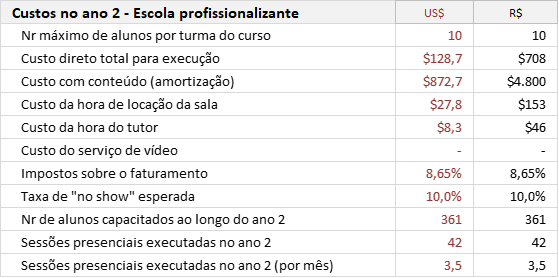 Custos no ano 2 - Escola profissionalizante US$ R$
Nr máximo de alunos por turma do curso 10 10
Custo direto total para execução $128,7 $708
Custo com conteúdo (amortização) $872,7 $4.800
Custo da hora de locação da sala $27,8 $153
Custo da hora do tutor $8,3 $46
Custo do serviço de vídeo - -
Impostos sobre o faturamento 8,65% 8,65%
Taxa de "no show" esperada 10,0% 10,0%
Nr de alunos capacitados ao longo do ano 2 361 361
Sessões presenciais executadas no ano 2 42 42
Sessões presenciais executadas no ano 2 (por mês) 3,5 3,5